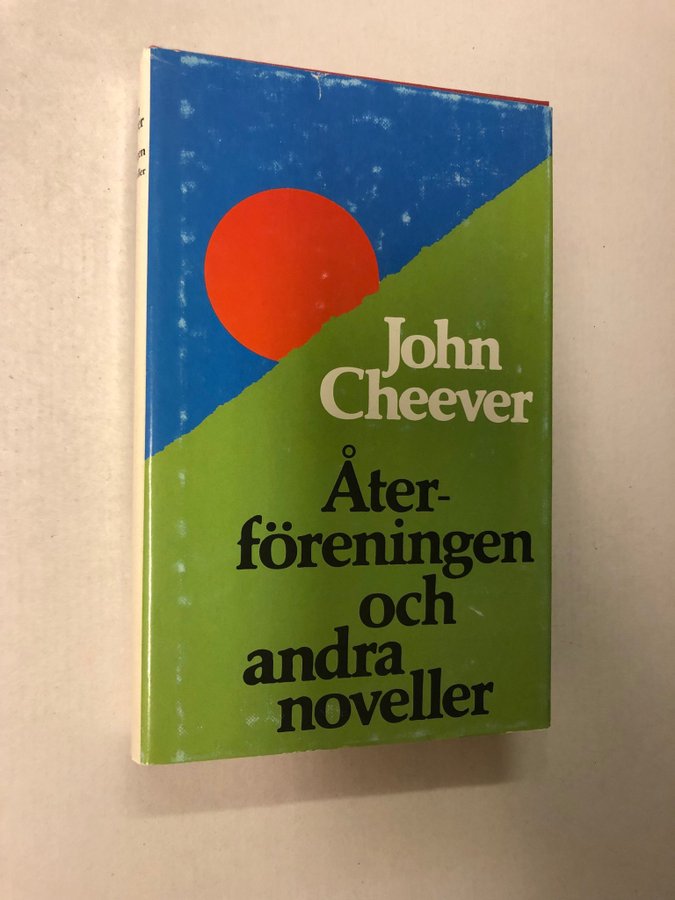 John
Cheever
Åter-
föreningen
och
andra
noveller